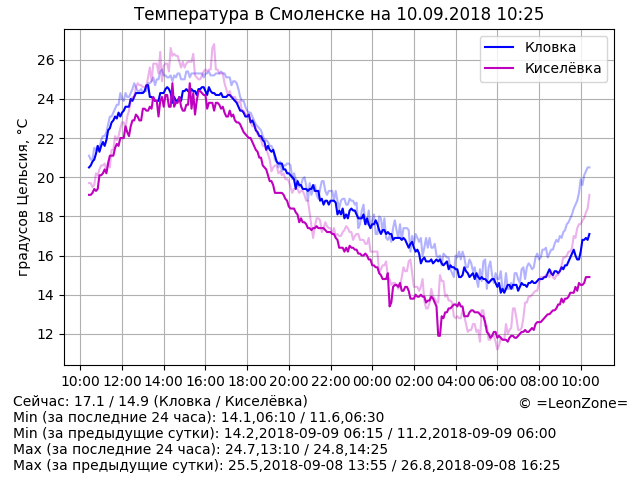 Температура в Смоленске на 10.09.2018 10:25
Кловка
Киселёвка
градусов Цельсия, °C
26
24
22
20
18
16
14
12
10:00 12:00 14:00 16:00 18:00 20:00 22:00 00:00 02:00 04:00 06:00 08:00 10:00
Сейчас: 17.1 / 14.9 (Кловка / Киселёвка)
© =LeonZone=
Min (за последние 24 часа): 14.1,06:10 / 11.6,06:30
Min (за предыдущие сутки): 14.2,2018-09-09 06:15 / 11.2,2018-09-09 06:00
Max (за последние 24 часа): 24.7,13:10 / 24.8,14:25
Max (за предыдущие сутки): 25.5,2018-09-08 13:55 / 26.8,2018-09-08 16:25